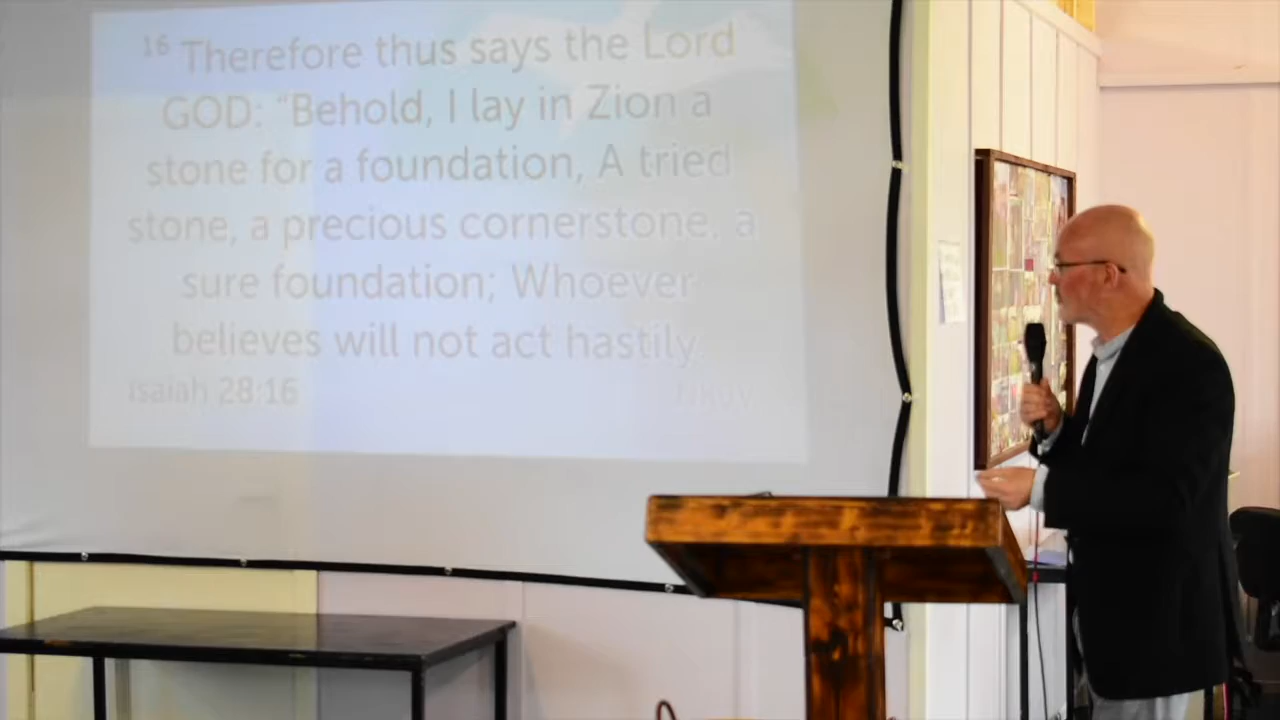 16 Therefore thus says the Lord
GOD: “Behold, I lay in Zion a
stone for a foundation, A tried
stone, a precious cornerstone, a
sure foundation; Whoever
believes will not act hastily.
Isaiah 28:16